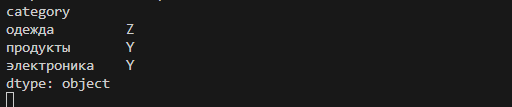 category
одежда Z
продукты Y
электроника Y
dtype: object